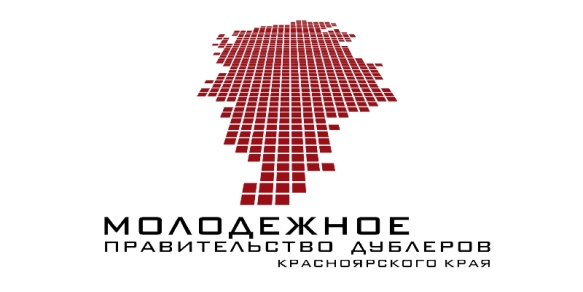 МОЛОДЕЖНОЕ
ПРАВИТЕЛЬСТВО ДУБЛЕРОВ
КРАСНОЯРСКОГО КРАЯ